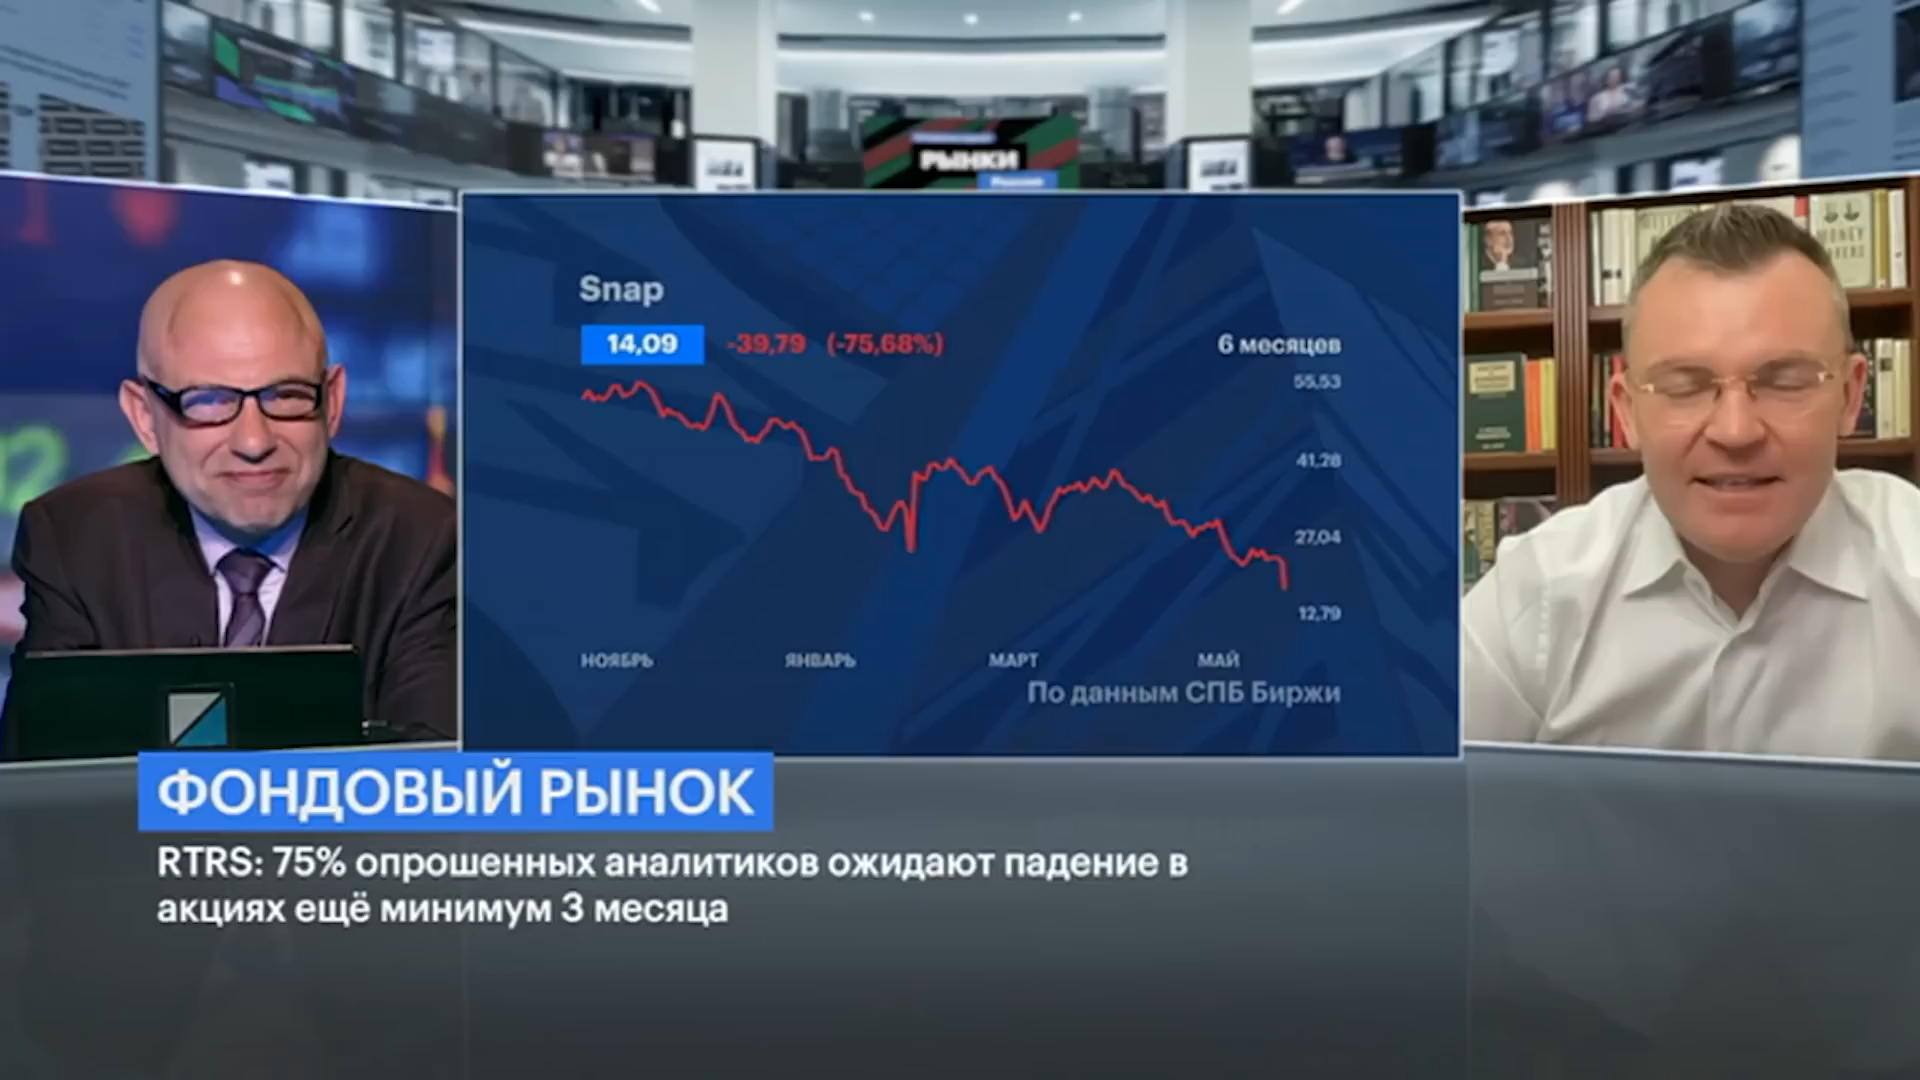 РЫНКИ
Snap
14,09 -39,79 (-75,68%)
6 месяцев
55,53
41,28
27,04
12,79
НОЯБРЬ ЯНВАРЬ МАРТ МАЙ
По данным СПБ Биржи
ФОНДОВЫЙ РЫНОК
RTRS: 75% опрошенных аналитиков ожидают падение в
акциях ещё минимум 3 месяца